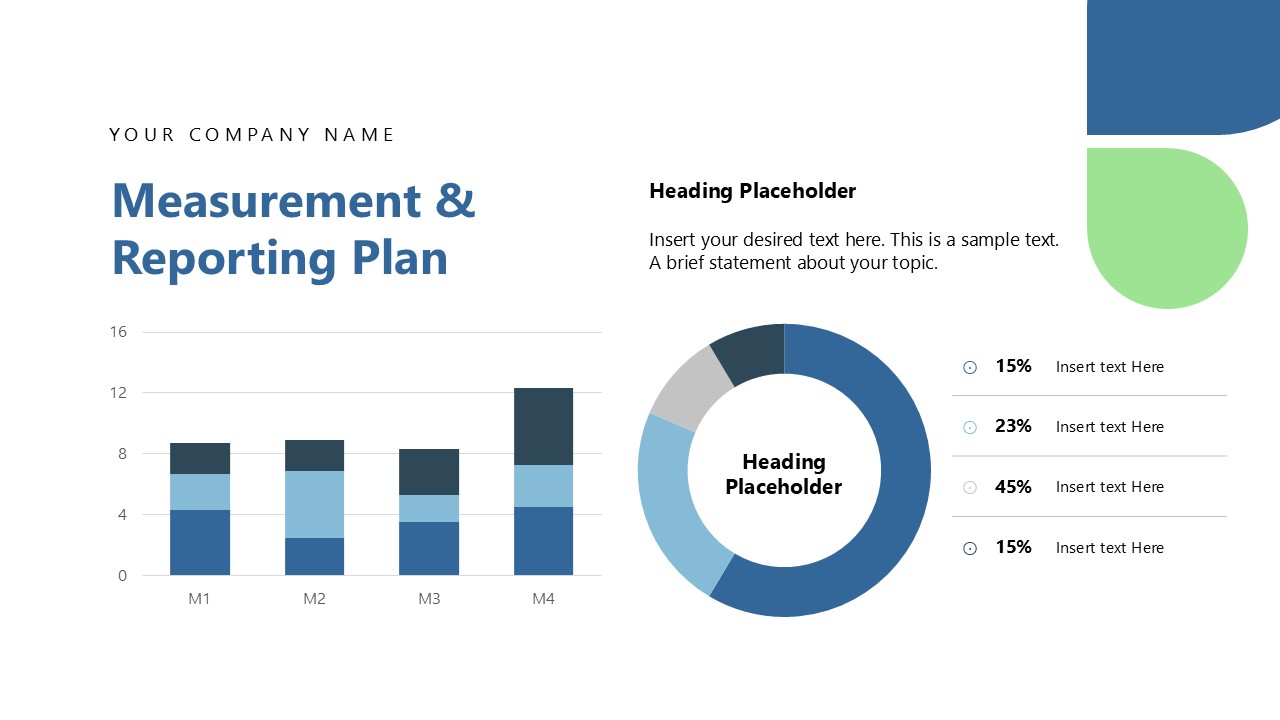 YOUR COMPANY NAME
Measurement &
Reporting Plan
16
12
8
4
0
M1 M2 M3 M4
Heading Placeholder
Insert your desired text here. This is a sample text.
A brief statement about your topic.
Heading
Placeholder
15% Insert text Here
23% Insert text Here
45% Insert text Here
15% Insert text Here